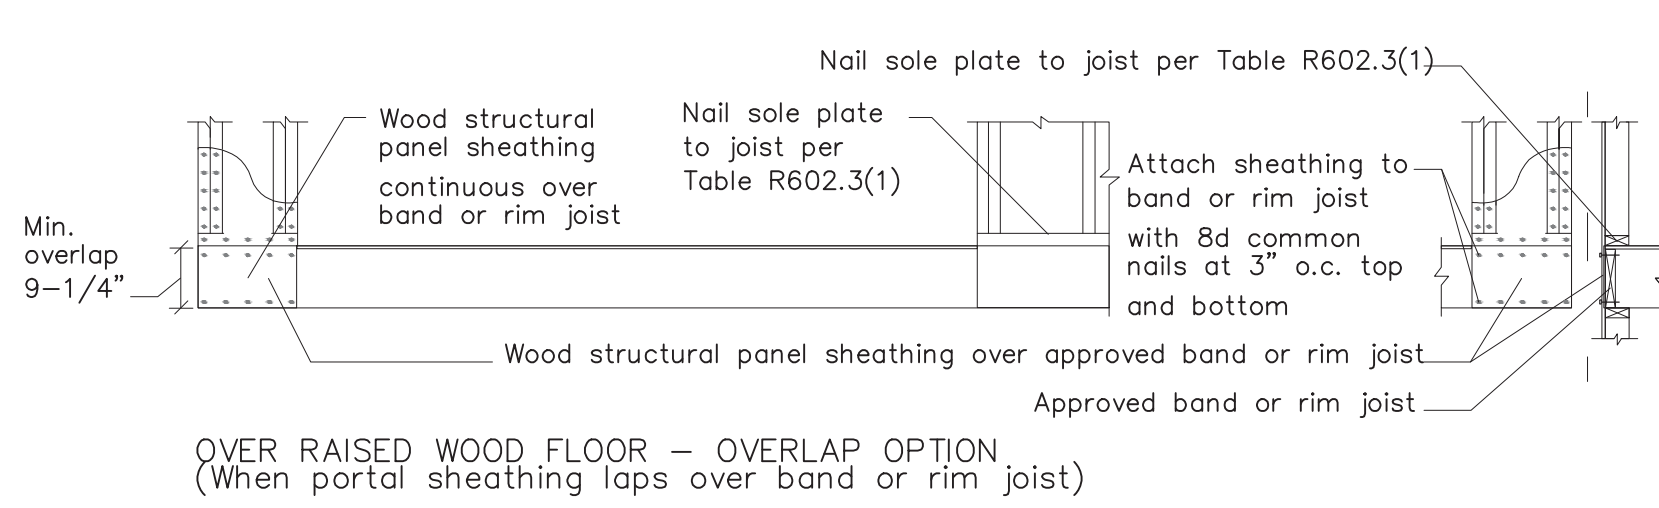 Nail sole plate to joist per Table R602.3(1)
Wood structural
panel sheathing
continuous over
band or rim joist
Nail sole plate
to joist per
Table R602.3(1)
Attach sheathing to
band or rim joist
with 8d common
nails at 3” o.c. top
and bottom
Min.
overlap
9-1/4”
Wood structural panel sheathing over approved band or rim joist
Approved band or rim joist
OVER RAISED WOOD FLOOR – OVERLAP OPTION
(When portal sheathing laps over band or rim joist)